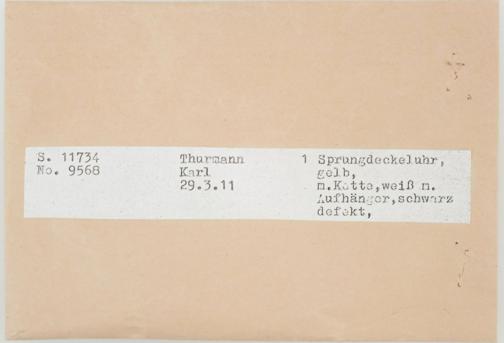 S. 11734
No. 9568
Thurmann
Karl
29.3.11
1 Sprungdeckeluhr,
gelb,
m.Kette,weiß m.
Aufhänger,schwarz
defekt,